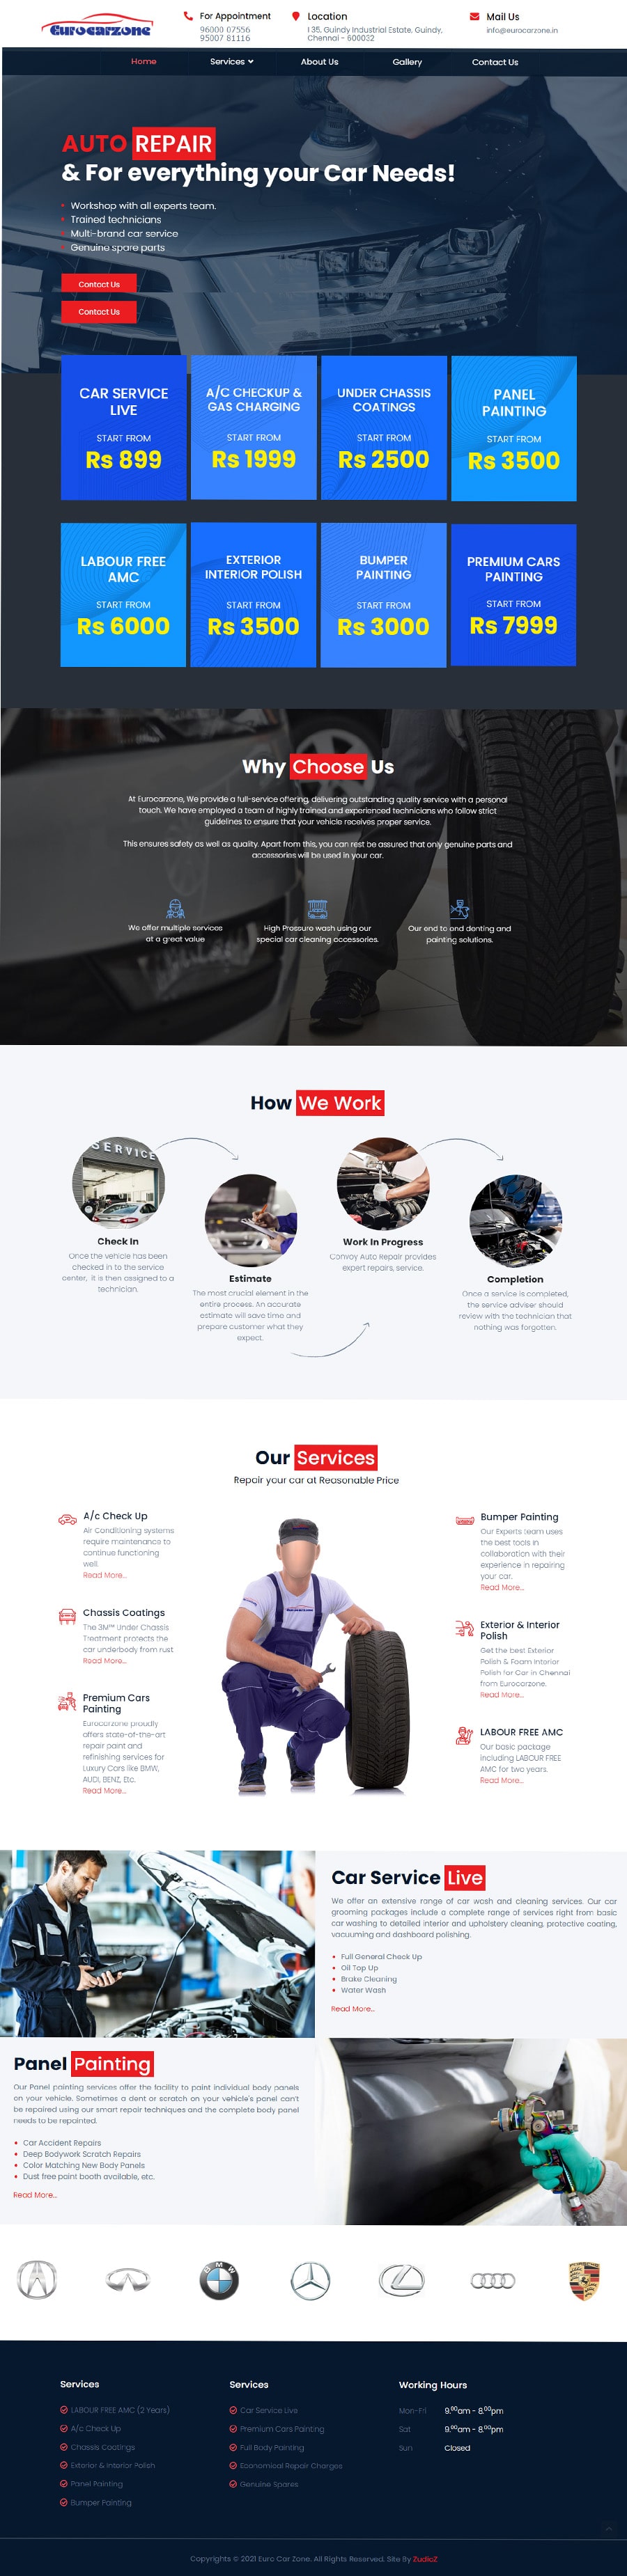 Eurocarzone
For Appointment
96000 07556
95007 81116
Location
I 35, Guindy Industrial Estate, Guindy,
Chennai - 600032
Mail Us
info@eurocarzone.in
Home
Services
About Us
Gallery
Contact Us
AUTO REPAIR
& For everything your Car Needs!
Workshop with all experts team.
Trained technicians
Multi-brand car service
Genuine spare parts
Contact Us
Contact Us
CAR SERVICE
LIVE
START FROM
Rs 899
A/C CHECKUP &
GAS CHARGING
START FROM
Rs 1999
UNDER CHASSIS
COATINGS
START FROM
Rs 2500
PANEL
PAINTING
START FROM
Rs 3500
LABOUR FREE
AMC
START FROM
Rs 6000
EXTERIOR
INTERIOR POLISH
START FROM
Rs 3500
BUMPER
PAINTING
START FROM
Rs 3000
PREMIUM CARS
PAINTING
START FROM
Rs 7999
Why Choose Us
At Eurocarzone, We provide a full-service offering, delivering outstanding quality service with a personal
touch. We have employed a team of highly trained and experienced technicians who follow strict
guidelines to ensure that your vehicle receives proper service.
This ensures safety as well as quality. Apart from this, you can rest be assured that only genuine parts and
accessories will be used in your car.
We offer multiple services
at a great value
High Pressure wash using our
special car cleaning accessories.
Our end to end denting and
painting solutions.
How We Work
SERVICE
Check In
Once the vehicle has been
checked in to the service
center, it is then assigned to a
technician.
Estimate
The most crucial element in the
entire process. An accurate
estimate will save time and
prepare customer what they
expect.
Work In Progress
Convoy Auto Repair provides
expert repairs, service.
Completion
Once a service is completed,
the service adviser should
review with the technician that
nothing was forgotten.
Our Services
Repair your car at Reasonable Price
A/c Check Up
Air Conditioning systems
require maintenance to
continue functioning
well.
Read More...
Chassis Coatings
The 3M™ Under Chassis
Treatment protects the
car underbody from rust
Read More...
Premium Cars
Painting
Eurocarzone proudly
offers state-of-the-art
repair paint and
refinishing services for
Luxury Cars like BMW,
AUDI, BENZ, Etc.
Read More...
Bumper Painting
Our Experts team uses
the best tools in
collaboration with their
experience in repairing
your car.
Read More...
Exterior & Interior
Polish
Get the best Exterior
Polish & Foam Interior
Polish for Car in Chennai
from Eurocarzone.
Read More...
LABOUR FREE AMC
Our basic package
including LABOUR FREE
AMC for two years.
Read More...
Car Service Live
We offer an extensive range of car wash and cleaning services. Our car
grooming packages include a complete range of services right from basic
car washing to detailed interior and upholstery cleaning, protective coating,
vacuuming and dashboard polishing.
Full General Check Up
Oil Top Up
Brake Cleaning
Water Wash
Read More...
Panel Painting
Our Panel painting services offer the facility to paint individual body panels
on your vehicle. Sometimes a dent or scratch on your vehicle's panel can't
be repaired using our smart repair techniques and the complete body panel
needs to be repainted.
Car Accident Repairs
Deep Bodywork Scratch Repairs
Color Matching New Body Panels
Dust free paint booth available, etc.
Read More...
BMW
Services
LABOUR FREE AMC (2 Years)
A/c Check Up
Chassis Coatings
Exterior & Interior Polish
Panel Painting
Bumper Painting
Services
Car Service Live
Premium Cars Painting
Full Body Painting
Economical Repair Charges
Genuine Spares
Working Hours
Mon-Fri 9.00am - 8.00pm
Sat 9.00am - 8.00pm
Sun Closed
Copyrights © 2021 Euro Car Zone. All Rights Reserved. Site By ZudioZ